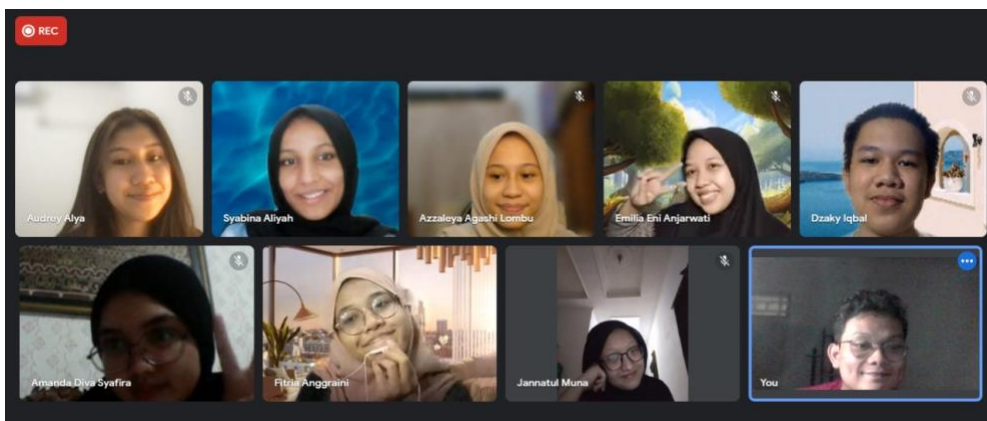 REC
Audrey Alya
Syabina Aliyah
Azzaleya Agashi Lombu
Emilia Eni Anjarwati
Dzaky Iqbal
Amanda Diva Syafira
Fitria Anggraini
Jannatul Muna
You